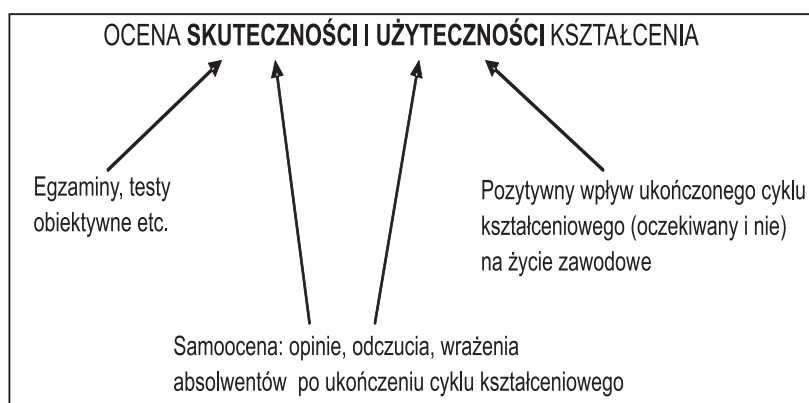 OCENA SKUTECZNOŚCI I UŻYTECZNOŚCI KSZTAŁCENIA
Egzaminy, testy
obiektywne etc.
Pozytywny wpływ ukończonego cyklu
kształceniowego (oczekiwany i nie)
na życie zawodowe
Samoocena: opinie, odczucia, wrażenia
absolwentów po ukończeniu cyklu kształceniowego